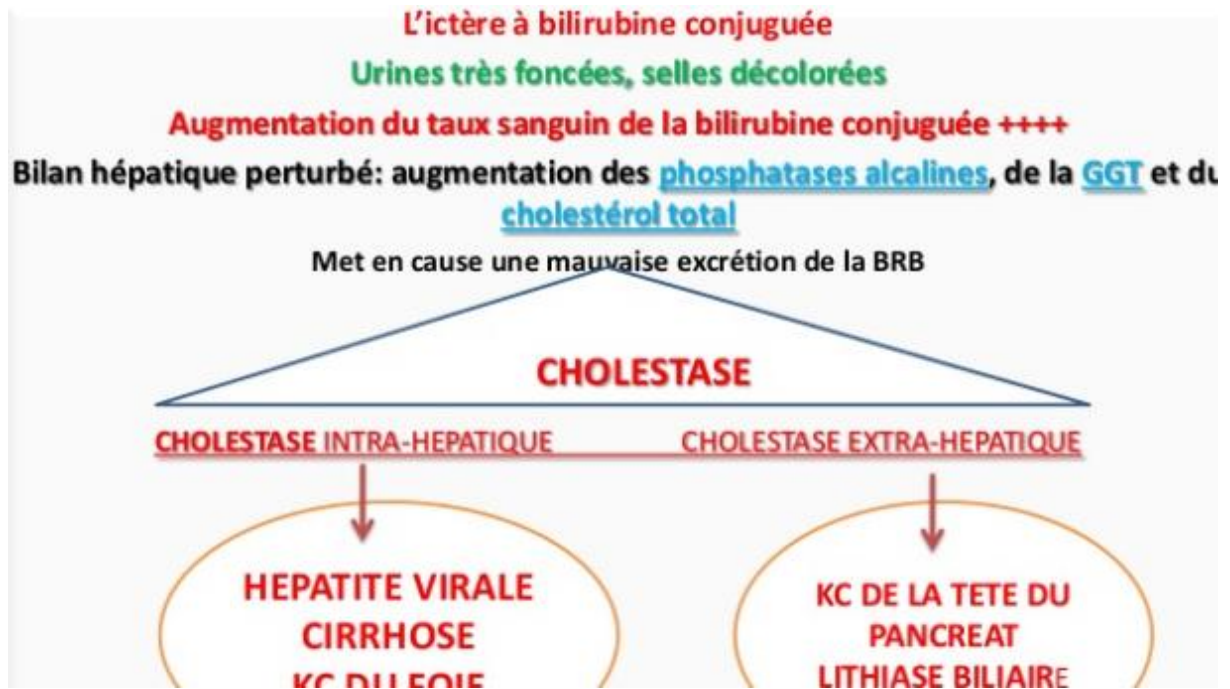 L'ictère à bilirubine conjuguée
Urines très foncées, selles décolorées
Augmentation du taux sanguin de la bilirubine conjuguée ++++
Bilan hépatique perturbé: augmentation des phosphatases alcalines, de la GGT et du
cholestérol total
Met en cause une mauvaise excrétion de la BRB
CHOLESTASE
CHOLESTASE INTRA-HEPATIQUE
CHOLESTASE EXTRA-HEPATIQUE
HEPATITE VIRALE
CIRRHOSE
KC DU FOIE
KC DE LA TETE DU
PANCREAT
LITHIASE BILIAIRE